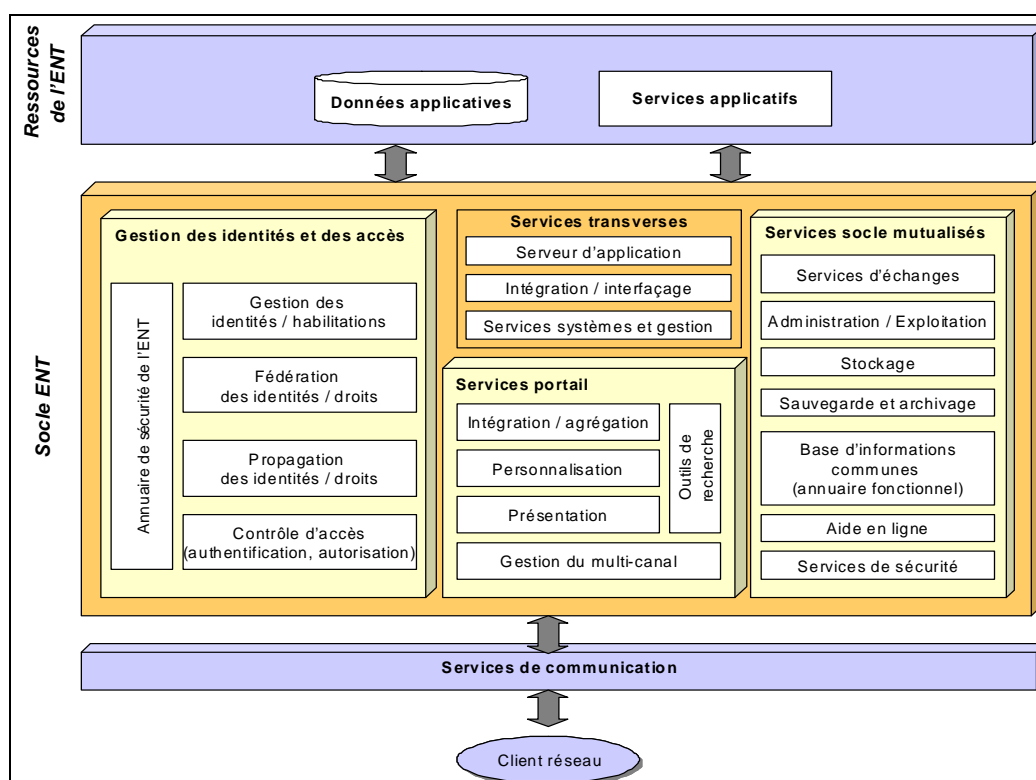 Ressources
de l'ENT
Données applicatives
Services applicatifs
Socle ENT
Gestion des identités et des accès
Annuaire de sécurité de l'ENT
Gestion des
identités / habilitations
Fédération
des identités / droits
Propagation
des identités / droits
Contrôle d'accès
(authentification, autorisation)
Services transverses
Serveur d'application
Intégration / interfaçage
Services systèmes et gestion
Services portail
Intégration / agrégation
Personnalisation
Présentation
Outils de
recherche
Gestion du multi-canal
Services socle mutualisés
Services d'échanges
Administration / Exploitation
Stockage
Sauvegarde et archivage
Base d'informations
communes
(annuaire fonctionnel)
Aide en ligne
Services de sécurité
Services de communication
Client réseau